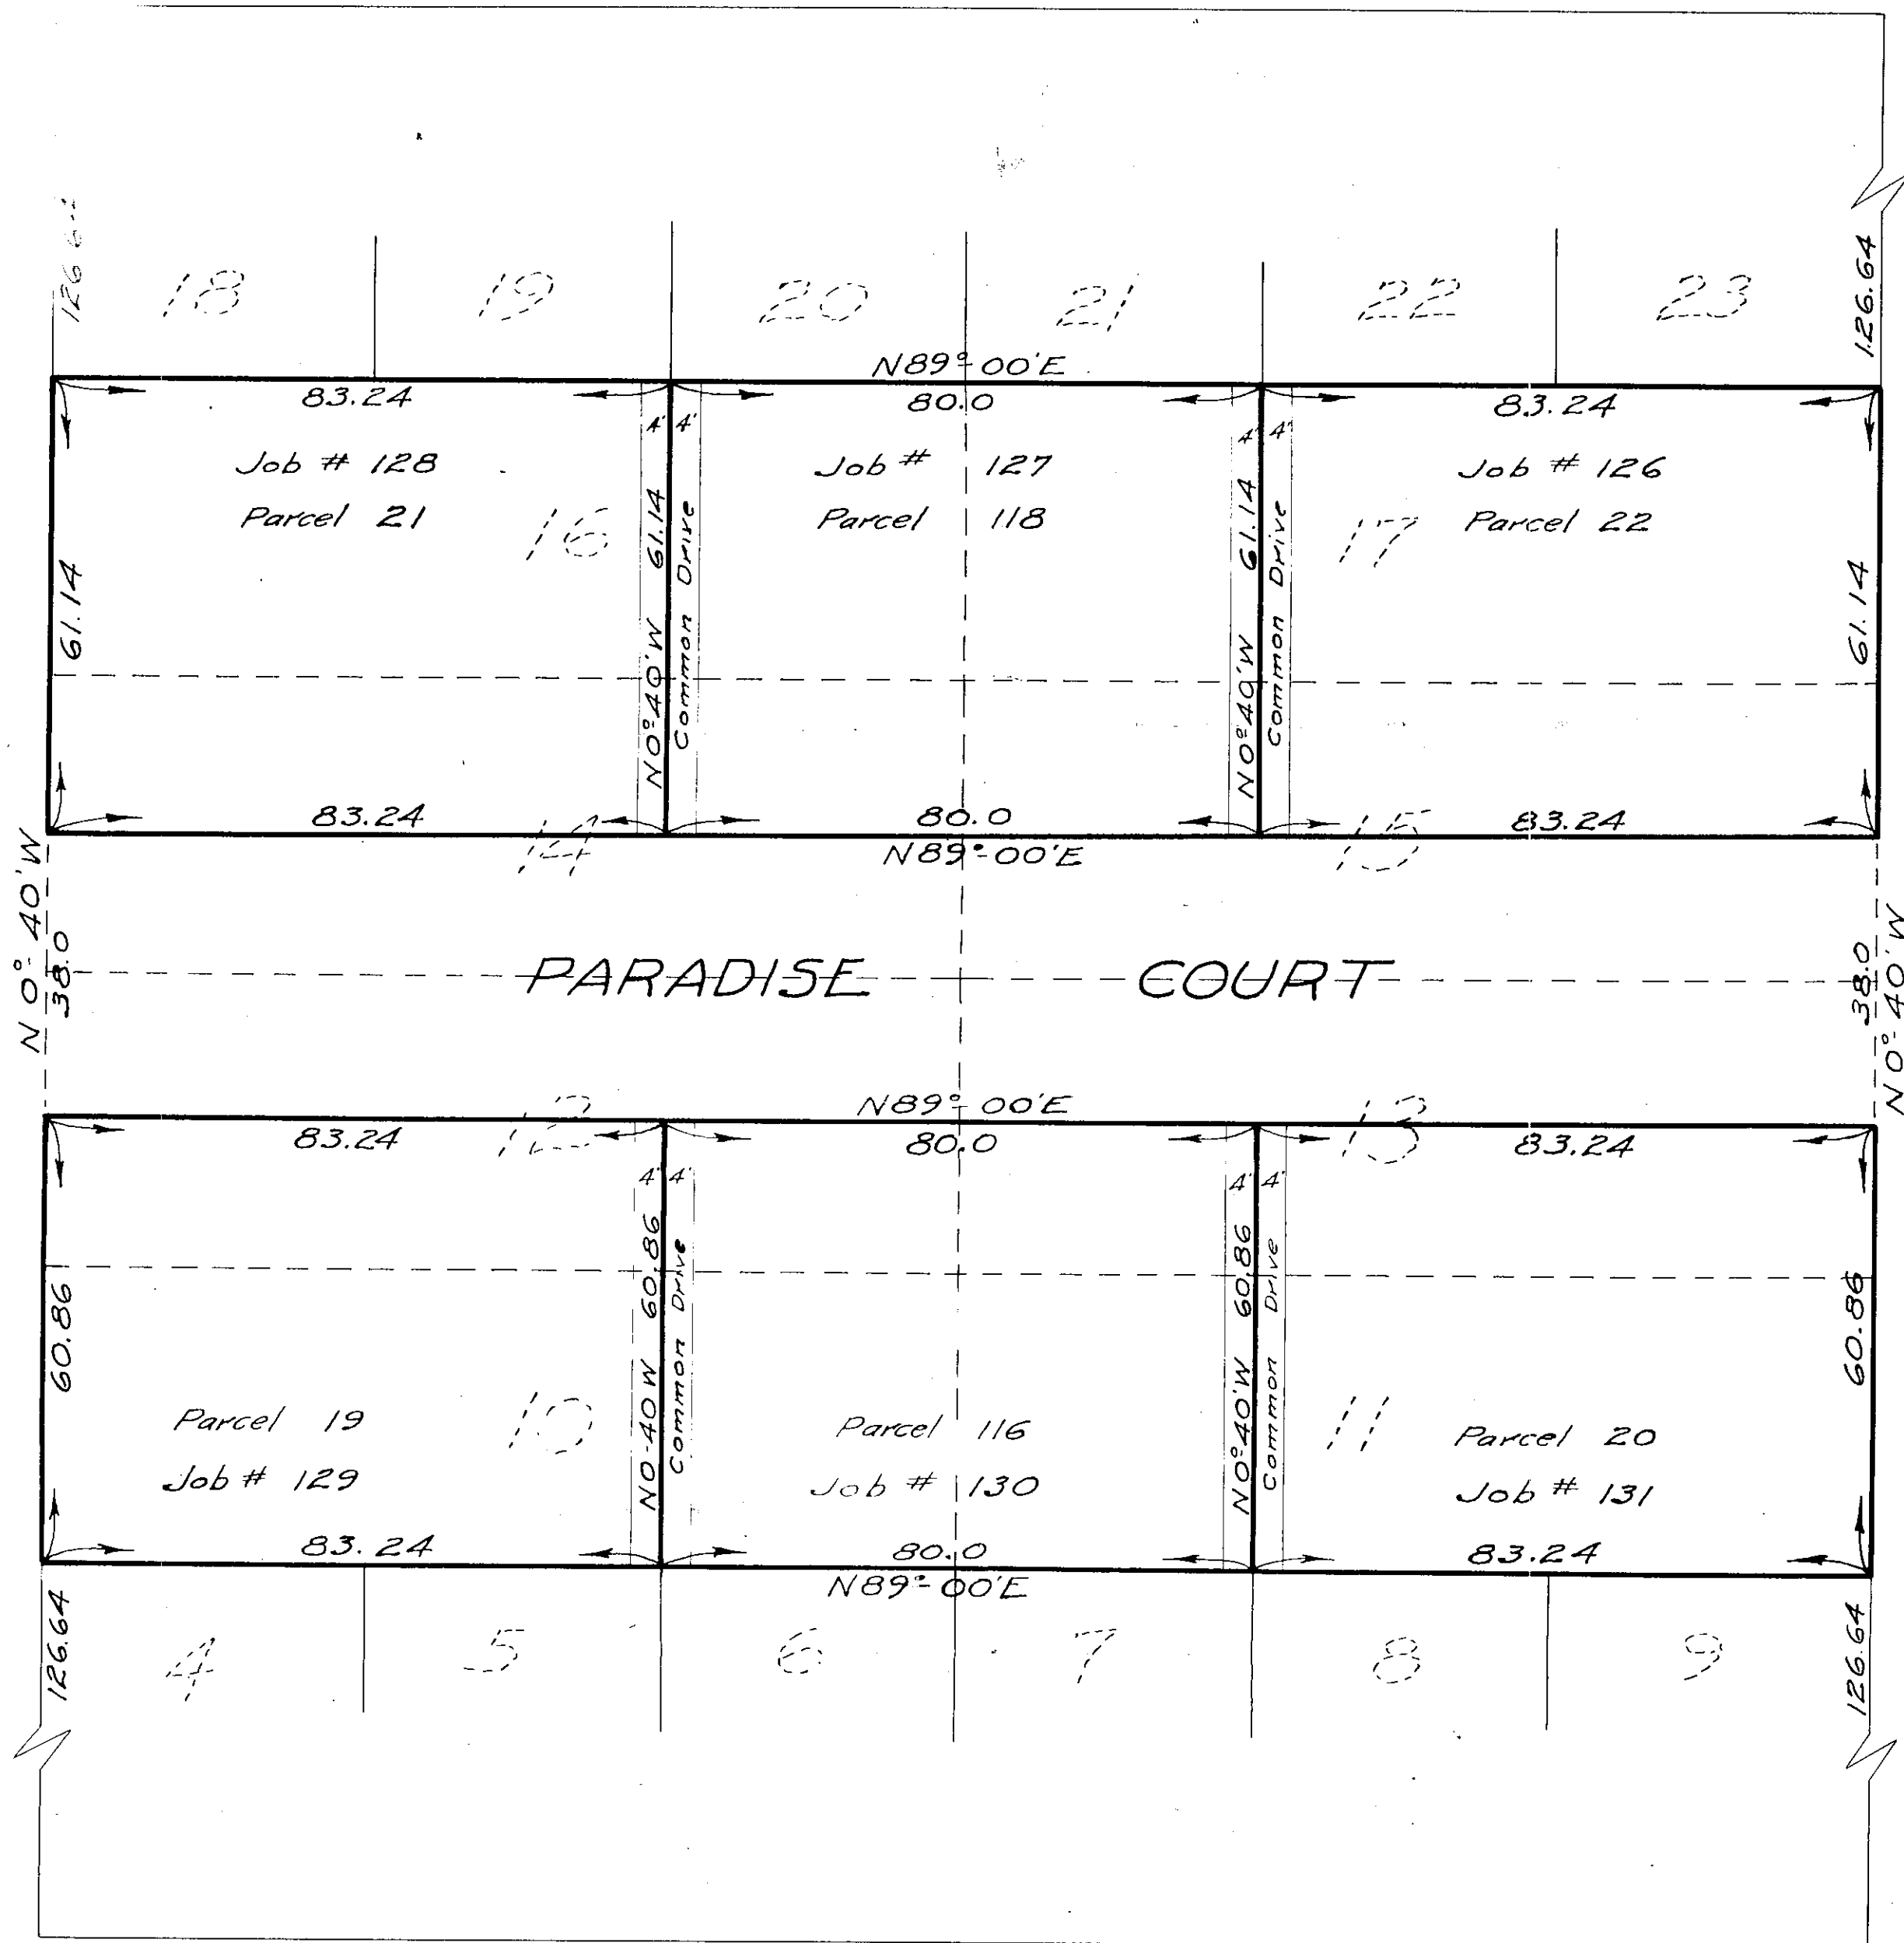 126.64
18 19 20 21 22 23
126.64
N89°-00'E
83.24 80.0 83.24
4' 4'
4' 4'
Job # 128
Parcel 21
16
Job # 127
Parcel 118
17
Job # 126
Parcel 22
61.14
N0°-40'W 61.14
Common Drive
N0°-40'W 61.14
Common Drive
61.14
83.24 80.0 83.24
14 15
N89°-00'E
N0°-40'W
38.0
PARADISE COURT
38.0
N0°-40'W
N89°-00'E
12 13
83.24 80.0 83.24
4' 4'
4' 4'
60.86
N0-40W 60.86
Common Drive
N0°-40'W 60.86
Common Drive
60.86
Parcel 19
Job # 129
10
Parcel 116
Job # 130
11
Parcel 20
Job # 131
83.24 80.0 83.24
N89°-00'E
126.64
4 5 6 7 8 9
126.64